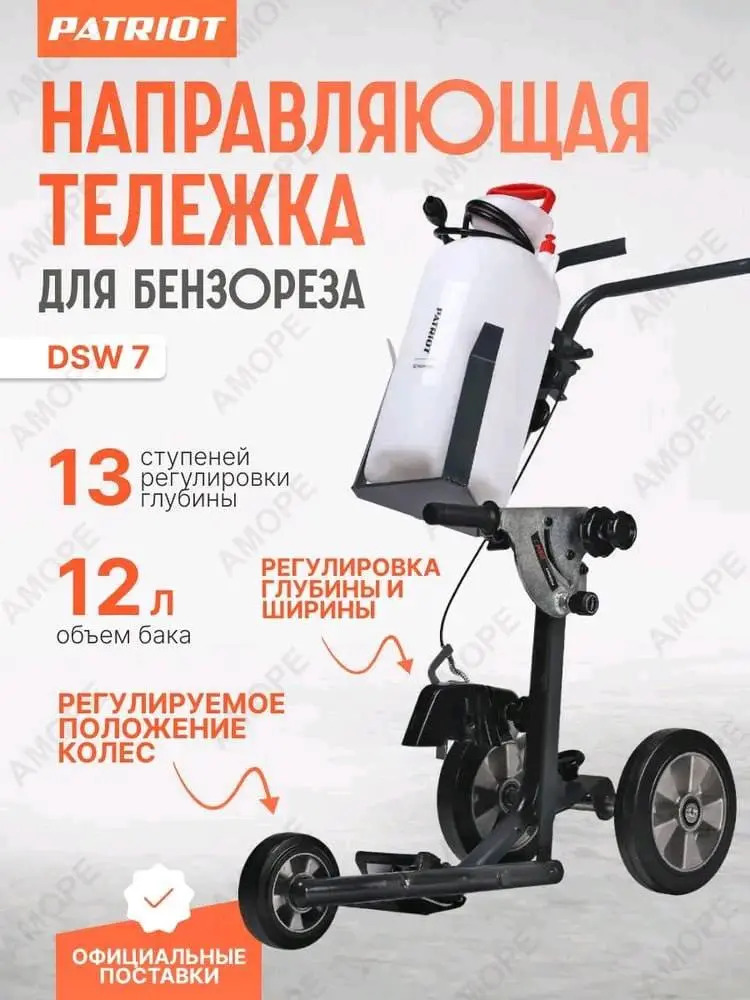 PATRIOT
НАПРАВЛЯЮЩАЯ
ТЕЛЕЖКА
ДЛЯ БЕНЗОРЕЗА
DSW 7
PATRIOT
13
ступеней
регулировки
глубины
12 л
объем бака
РЕГУЛИРОВКА
ГЛУБИНЫ И
ШИРИНЫ
РЕГУЛИРУЕМОЕ
ПОЛОЖЕНИЕ
КОЛЕС
ОФИЦИАЛЬНЫЕ
ПОСТАВКИ
АМОРЕ